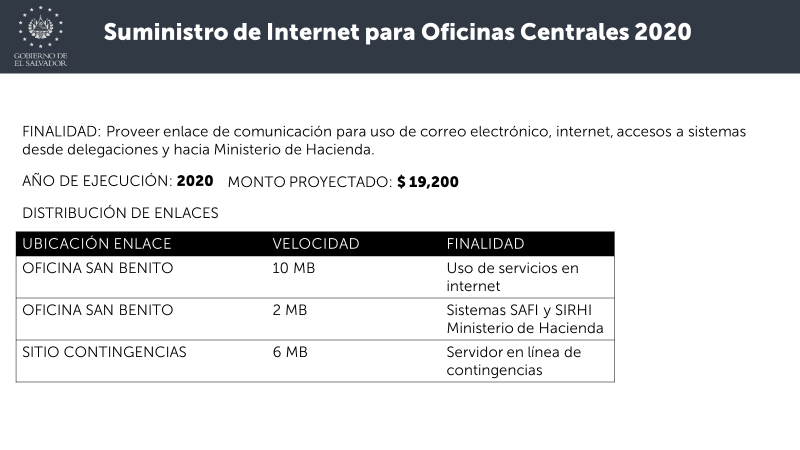 GOBIERNO DE
EL SALVADOR
Suministro de Internet para Oficinas Centrales 2020
FINALIDAD: Proveer enlace de comunicación para uso de correo electrónico, internet, accesos a sistemas
desde delegaciones y hacia Ministerio de Hacienda.
AÑO DE EJECUCIÓN: 2020 MONTO PROYECTADO: $ 19,200
DISTRIBUCIÓN DE ENLACES
UBICACIÓN ENLACE VELOCIDAD FINALIDAD
OFICINA SAN BENITO 10 MB Uso de servicios en
internet
OFICINA SAN BENITO 2 MB Sistemas SAFI y SIRHI
Ministerio de Hacienda
SITIO CONTINGENCIAS 6 MB Servidor en línea de
contingencias